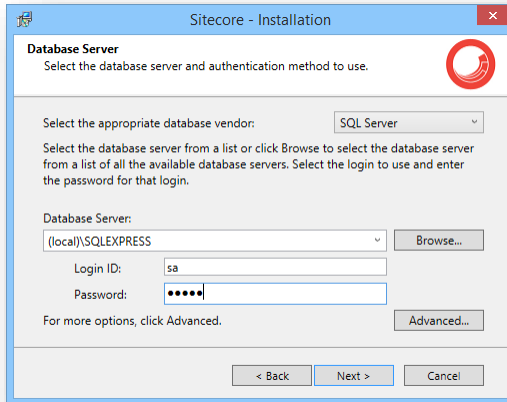 Sitecore - Installation
Database Server
Select the database server and authentication method to use.
Select the appropriate database vendor: SQL Server
Select the database server from a list or click Browse to select the database server
from a list of all the available database servers. Select the login to use and enter
the password for that login.
Database Server:
(local)\SQLEXPRESS Browse...
Login ID: sa
Password: •••••
For more options, click Advanced. Advanced...
< Back Next > Cancel